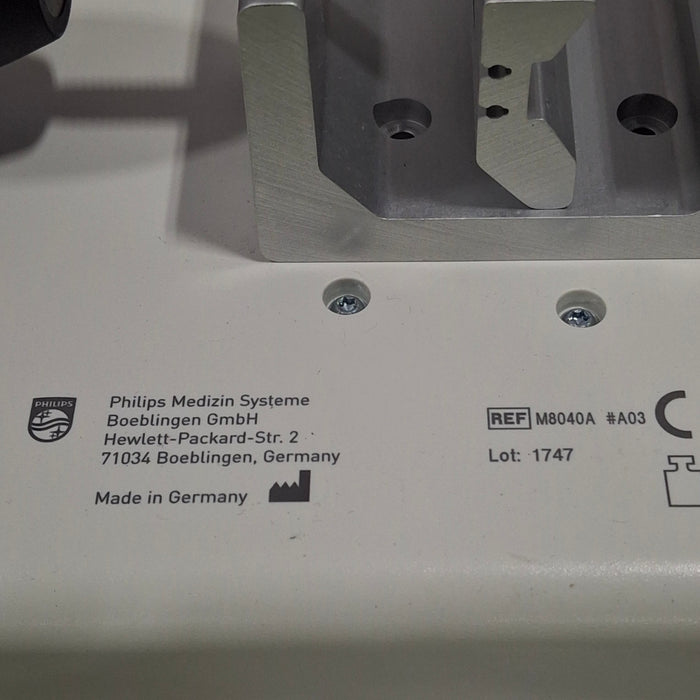 PHILIPS
Philips Medizin Systeme
Boeblingen GmbH
Hewlett-Packard-Str. 2
71034 Boeblingen, Germany
Made in Germany
REF M8040A #A03
Lot: 1747